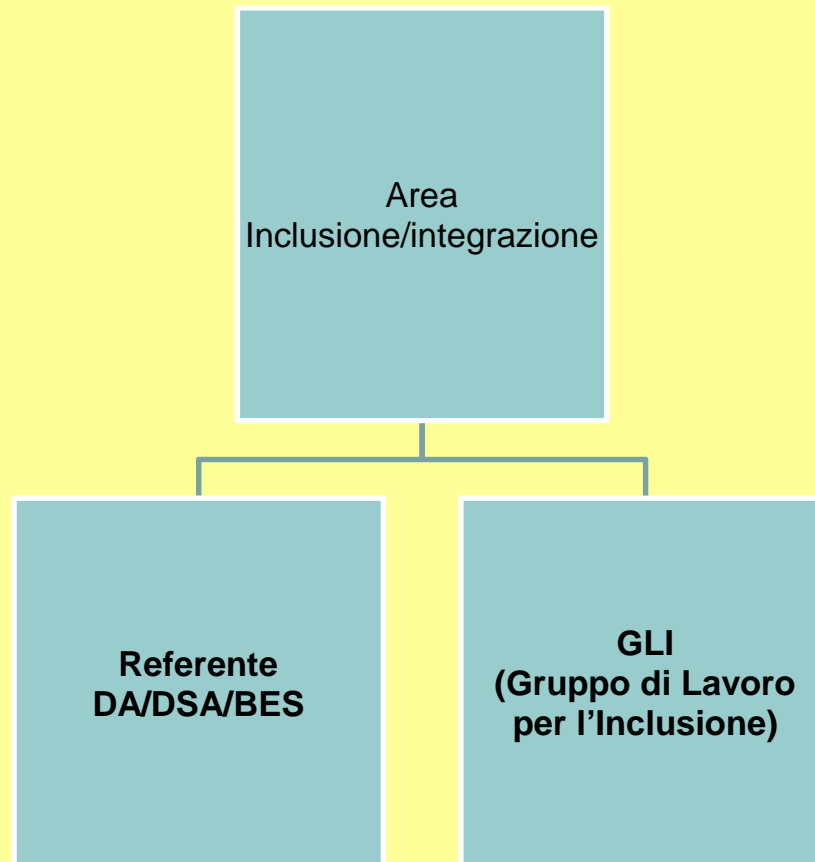 Area
Inclusione/integrazione
Referente
DA/DSA/BES
GLI
(Gruppo di Lavoro
per l’Inclusione)